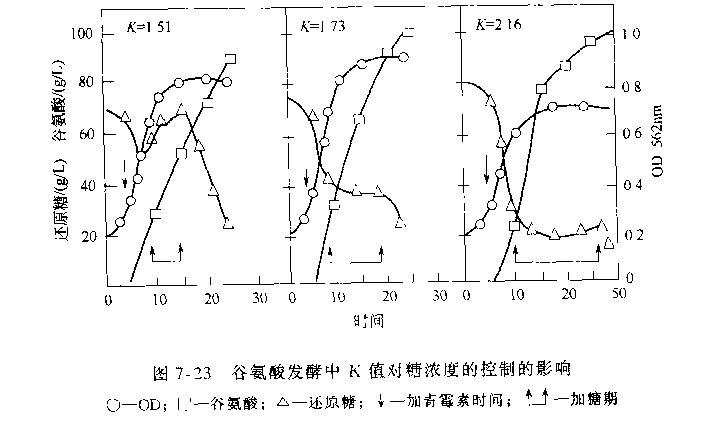 K=1 51
K=1 73
K=2 16
100
80
60
40
20
还原糖/(g/L) 谷氨酸/(g/L)
1 0
0 8
0 6
0 4
0 2
0
OD 562nm
0 10 20 30
0 10 20 30
0 10 26 50
时间
图 7-23 谷氨酸发酵中 K 值对糖浓度的控制的影响
○—OD; □—谷氨酸; △—还原糖; ↓—加青霉素时间; ↑_↑—加糖期